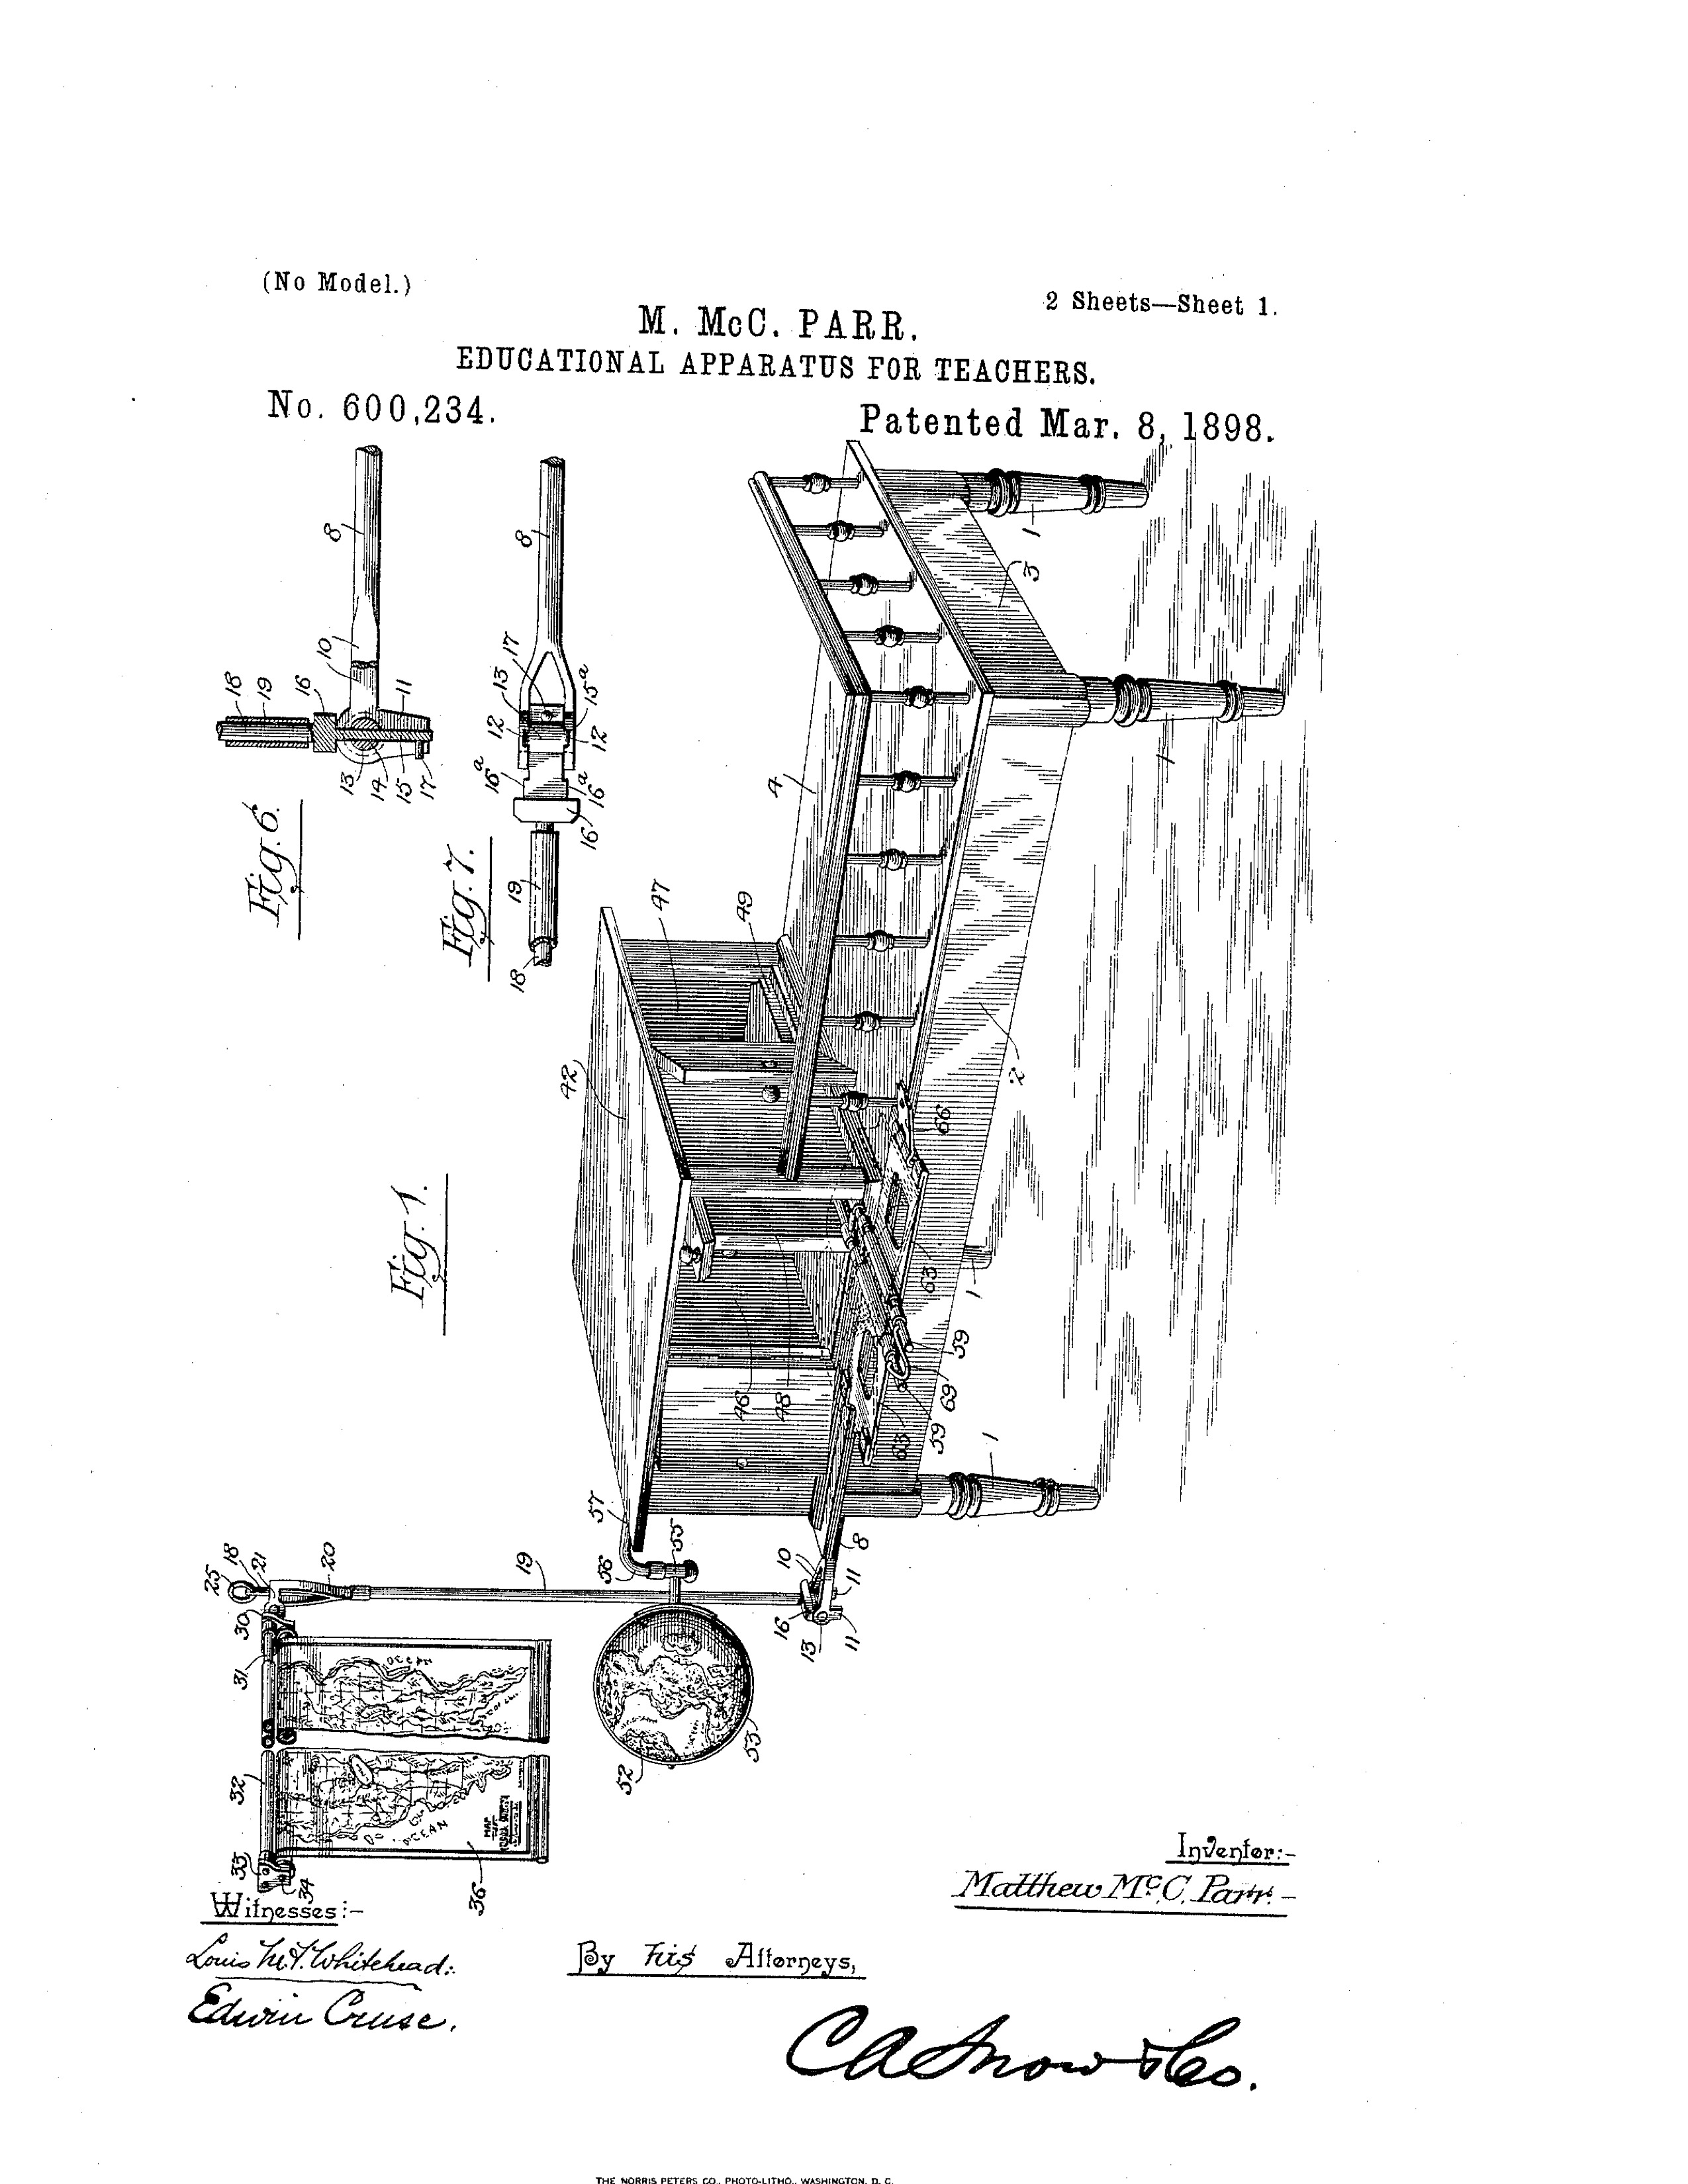 (No Model.)
2 Sheets—Sheet 1.
M. McC. PARR.
EDUCATIONAL APPARATUS FOR TEACHERS.
No. 600,234.
Patented Mar. 8, 1898.
Fig. 6.
8
10
18
19
16
11
13
14
15
17
Fig. 7.
8
17
13
15a
12
12
16a
16a
16
19
18
Fig. 1.
1
3
1
4
47
49
2
42
66
63
1
59
69
59
63
46
48
1
57
55
56
8
10
11
16
13
11
25
18
21
20
19
30
31
OCEAN
32
OCEAN
MAP
33
34
36
52
53
Witnesses:-
Louis M. F. Whitehead.
Edwin Cruse.
Inventor:-
Matthew McC. Parr.-
By his Attorneys,
C A Snow & Co.
THE NORRIS PETERS CO., PHOTO-LITHO., WASHINGTON, D. C.